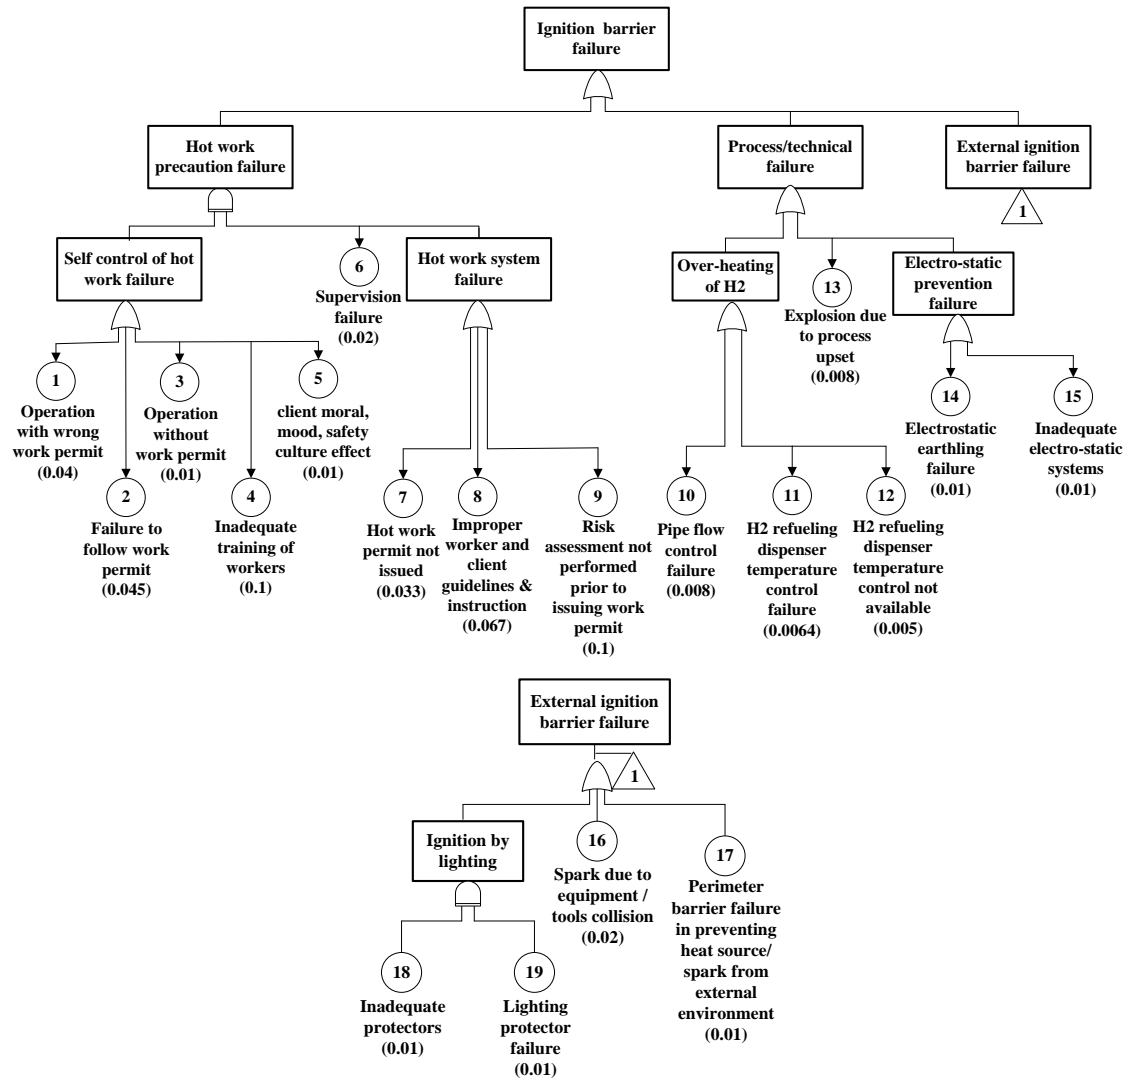 Ignition barrier
failure
Hot work
precaution failure
Process/technical
failure
External ignition
barrier failure
1
Self control of hot
work failure
6
Supervision
failure
(0.02)
Hot work system
failure
Over-heating
of H2
13
Explosion due
to process
upset
(0.008)
Electro-static
prevention
failure
1
Operation
with wrong
work permit
(0.04)
2
Failure to
follow work
permit
(0.045)
3
Operation
without
work permit
(0.01)
4
Inadequate
training of
workers
(0.1)
5
client moral,
mood, safety
culture effect
(0.01)
7
Hot work
permit not
issued
(0.033)
8
Improper
worker and
client
guidelines &
instruction
(0.067)
9
Risk
assessment not
performed
prior to
issuing work
permit
(0.1)
10
Pipe flow
control
failure
(0.008)
11
H2 refueling
dispenser
temperature
control
failure
(0.0064)
12
H2 refueling
dispenser
temperature
control not
available
(0.005)
14
Electrostatic
earthling
failure
(0.01)
15
Inadequate
electro-static
systems
(0.01)
External ignition
barrier failure
1
Ignition by
lighting
16
Spark due to
equipment /
tools collision
(0.02)
17
Perimeter
barrier failure
in preventing
heat source/
spark from
external
environment
(0.01)
18
Inadequate
protectors
(0.01)
19
Lighting
protector
failure
(0.01)